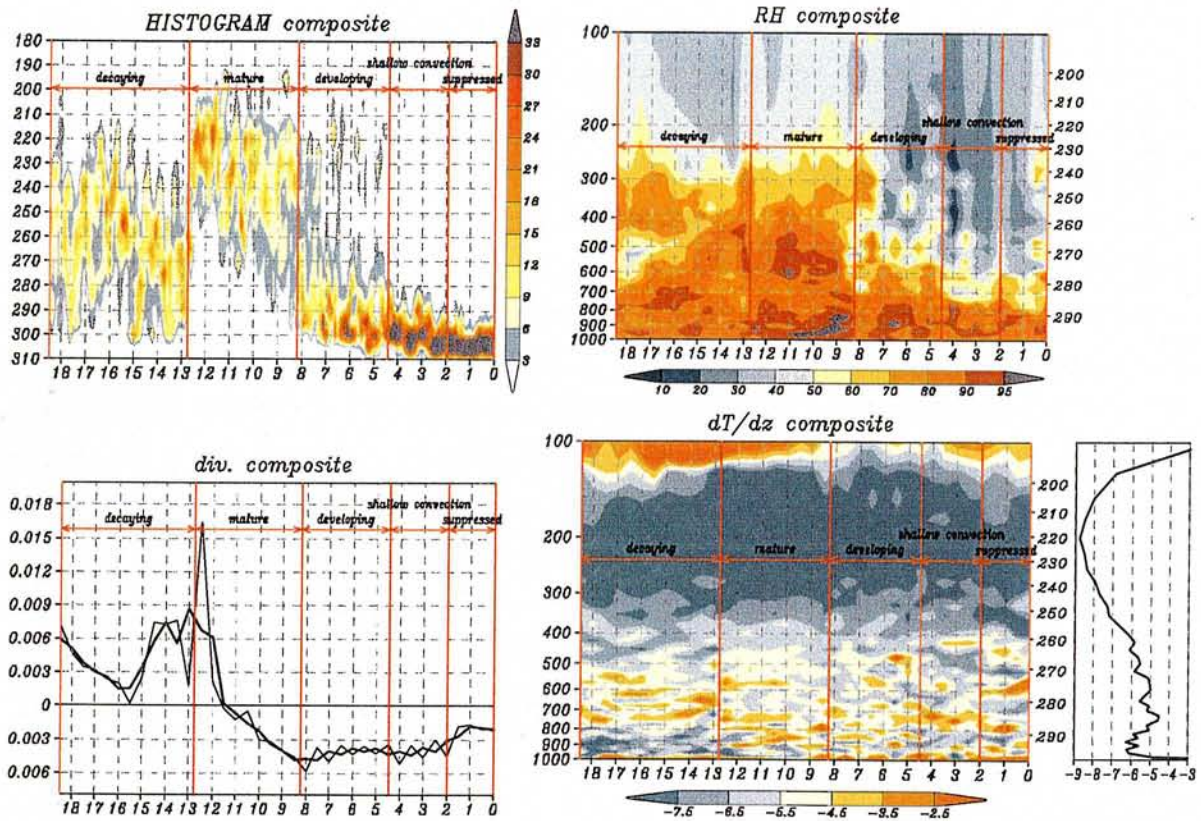 HISTOGRAM composite
180
190
200
210
220
230
240
250
260
270
280
290
300
310
decaying
mature
developing
shallow convection
suppressed
18 17 16 15 14 13 12 11 10 9 8 7 6 5 4 3 2 1 0
33
30
27
24
21
18
15
12
9
6
3
RH composite
100
200
300
400
500
600
700
800
900
1000
decaying
mature
developing
shallow convection
suppressed
200
210
220
230
240
250
260
270
280
290
18 17 16 15 14 13 12 11 10 9 8 7 6 5 4 3 2 1 0
10 20 30 40 50 60 70 80 90 95
div. composite
0.018
0.015
0.012
0.009
0.006
0.003
0
0.003
0.006
decaying
mature
developing
shallow convection
suppressed
18 17 16 15 14 13 12 11 10 9 8 7 6 5 4 3 2 1 0
dT/dz composite
100
200
300
400
500
600
700
800
900
1000
decaying
mature
developing
shallow convection
suppressed
18 17 16 15 14 13 12 11 10 9 8 7 6 5 4 3 2 1 0
-7.5 -6.5 -5.5 -4.5 -3.5 -2.5
200
210
220
230
240
250
260
270
280
290
-9 -8 -7 -6 -5 -4 -3